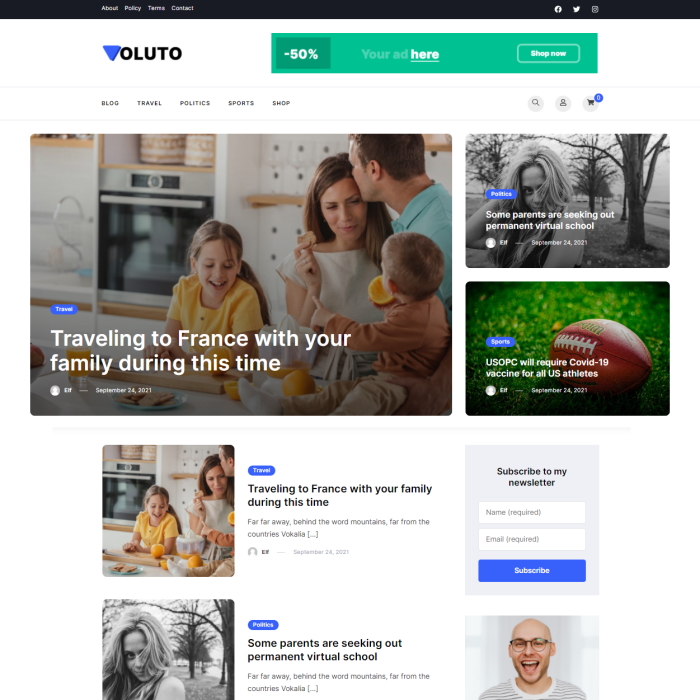 About Policy Terms Contact
VOLUTO
-50% Your ad here Shop now
BLOG TRAVEL POLITICS SPORTS SHOP
0
Travel
Traveling to France with your
family during this time
Elf — September 24, 2021
Politics
Some parents are seeking out
permanent virtual school
Elf — September 24, 2021
Sports
USOPC will require Covid-19
vaccine for all US athletes
Elf — September 24, 2021
Travel
Traveling to France with your family
during this time
Far far away, behind the word mountains, far from the
countries Vokalia [...]
Elf — September 24, 2021
Politics
Some parents are seeking out
permanent virtual school
Far far away, behind the word mountains, far from the
countries Vokalia [...]
Subscribe to my
newsletter
Name (required)
Email (required)
Subscribe